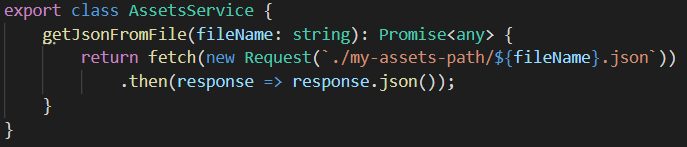 export class AssetsService {
    getJsonFromFile(fileName: string): Promise<any> {
        return fetch(new Request(`./my-assets-path/${fileName}.json`))
            .then(response => response.json());
    }
}